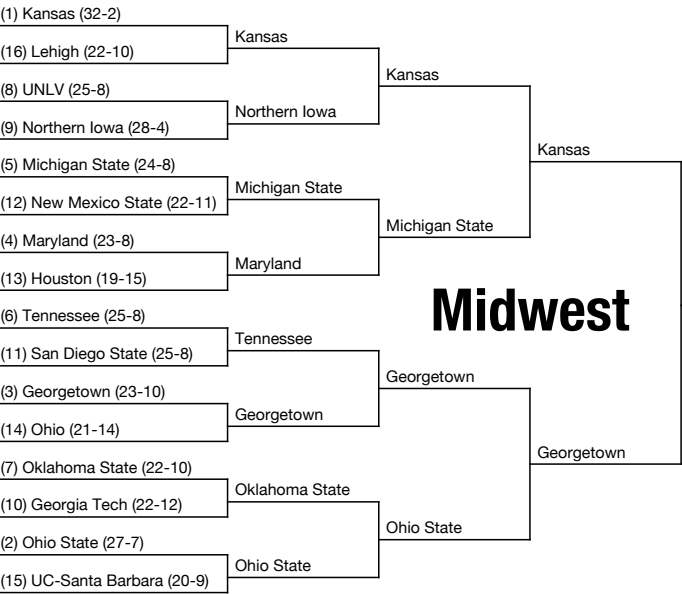 (1) Kansas (32-2)
(16) Lehigh (22-10)
(8) UNLV (25-8)
(9) Northern Iowa (28-4)
(5) Michigan State (24-8)
(12) New Mexico State (22-11)
(4) Maryland (23-8)
(13) Houston (19-15)
(6) Tennessee (25-8)
(11) San Diego State (25-8)
(3) Georgetown (23-10)
(14) Ohio (21-14)
(7) Oklahoma State (22-10)
(10) Georgia Tech (22-12)
(2) Ohio State (27-7)
(15) UC-Santa Barbara (20-9)
Kansas
Northern Iowa
Michigan State
Maryland
Tennessee
Georgetown
Oklahoma State
Ohio State
Kansas
Michigan State
Georgetown
Ohio State
Kansas
Georgetown
Midwest